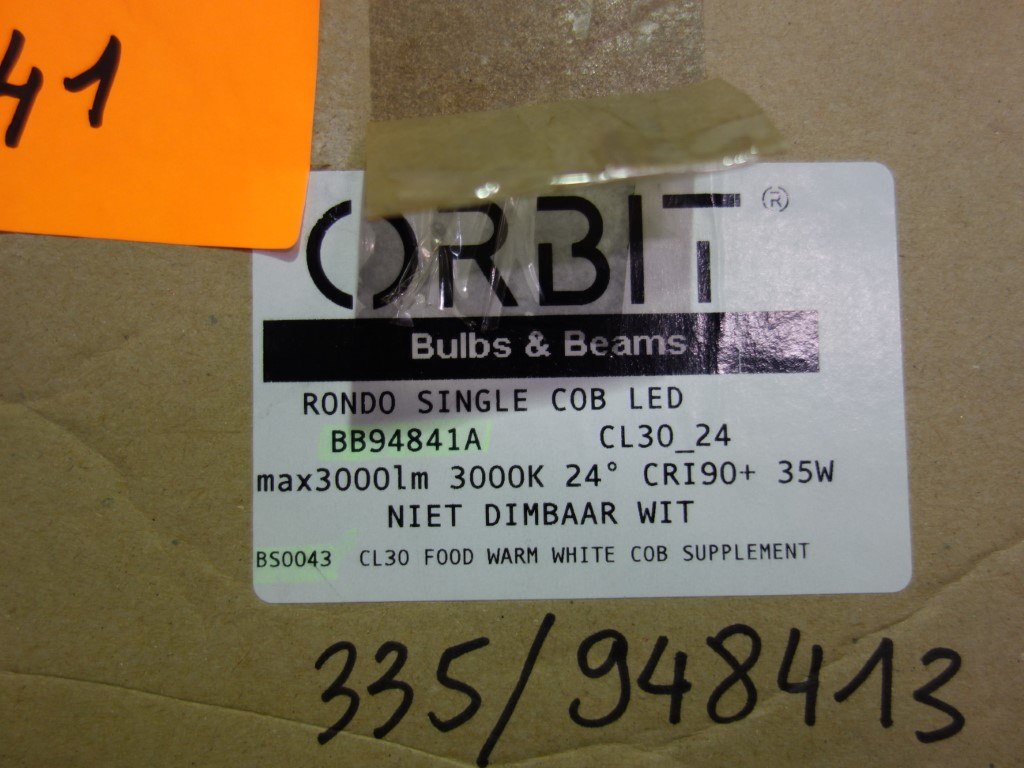 41
ORBIT®
Bulbs & Beams
RONDO SINGLE COB LED
BB94841A CL30_24
max3000lm 3000K 24° CRI90+ 35W
NIET DIMBAAR WIT
BS0043 CL30 FOOD WARM WHITE COB SUPPLEMENT
335/948413